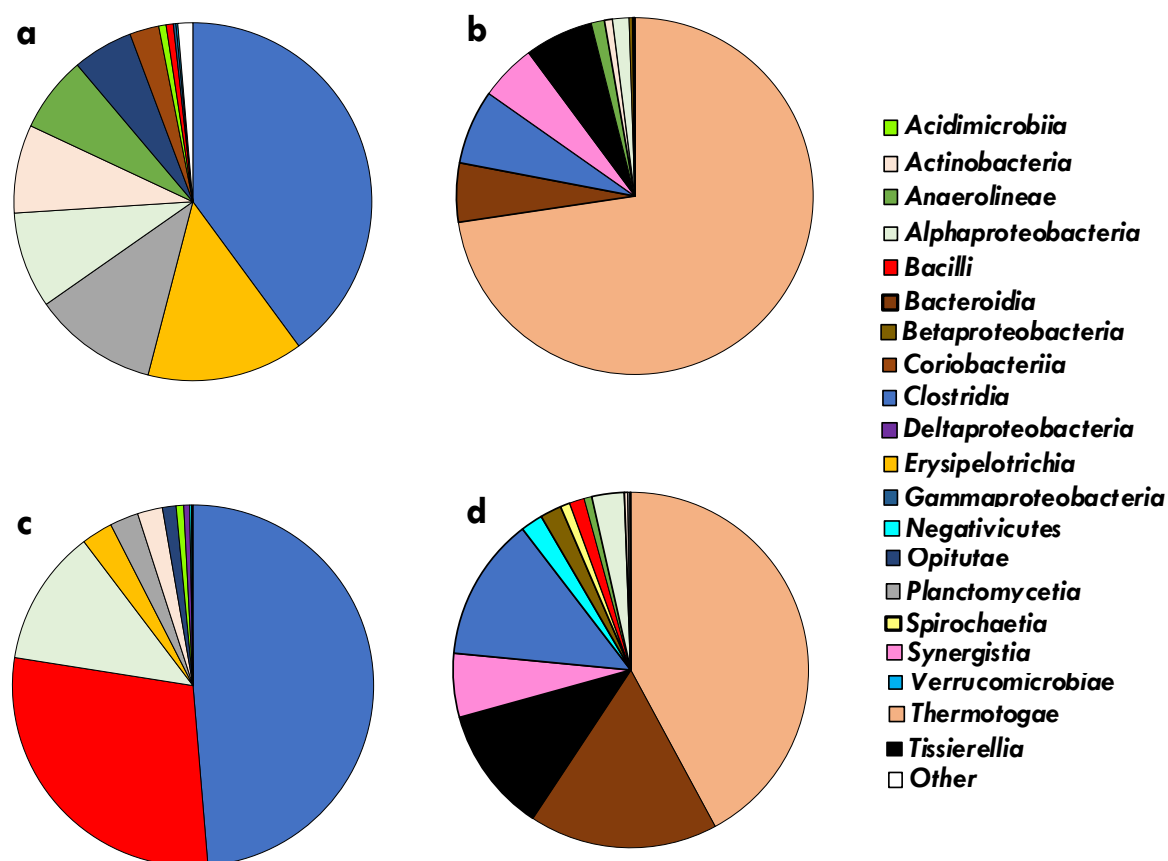 a
b
c
d
Acidimicrobiia
Actinobacteria
Anaerolineae
Alphaproteobacteria
Bacilli
Bacteroidia
Betaproteobacteria
Coriobacteriia
Clostridia
Deltaproteobacteria
Erysipelotrichia
Gammaproteobacteria
Negativicutes
Opitutae
Planctomycetia
Spirochaetia
Synergistia
Verrucomicrobiae
Thermotogae
Tissierellia
Other